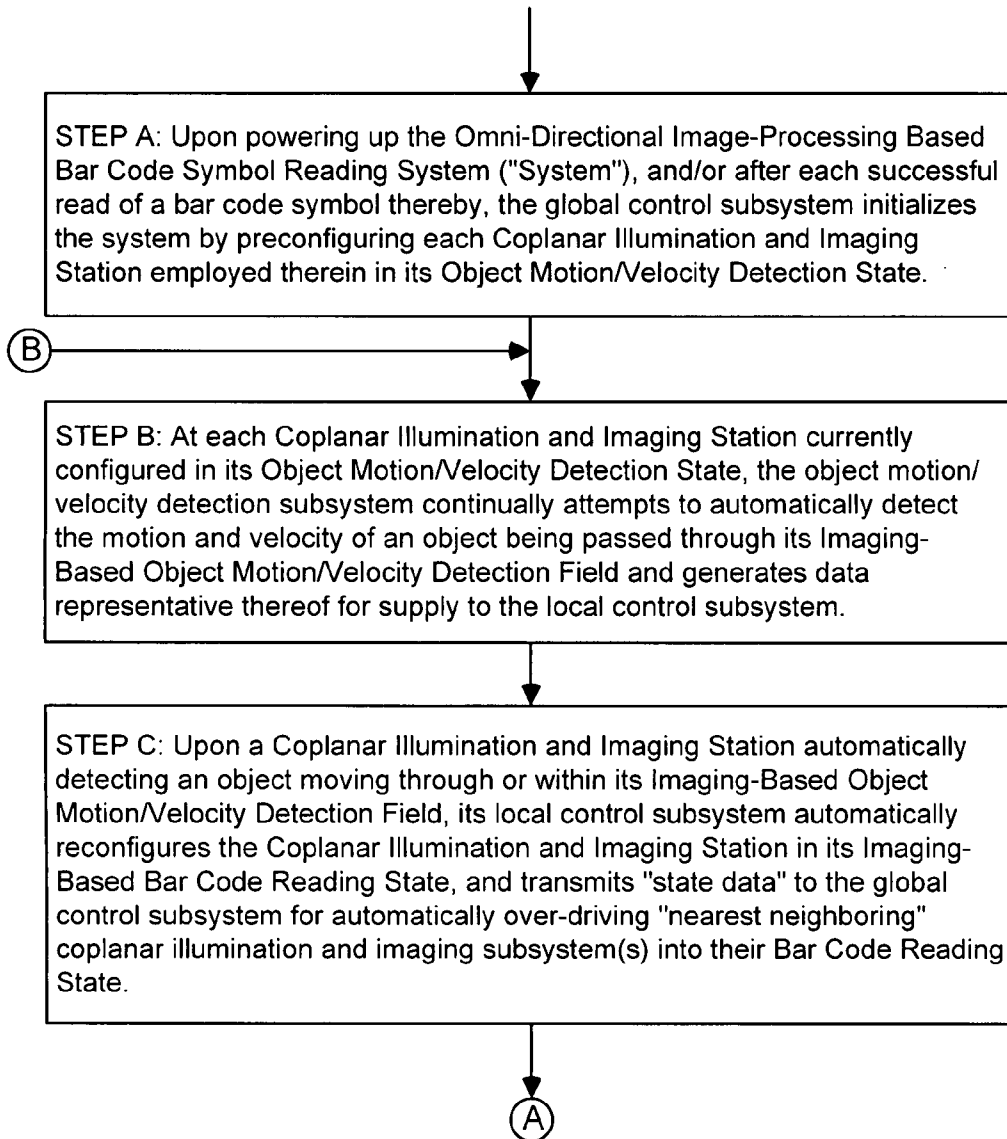 STEP A: Upon powering up the Omni-Directional Image-Processing Based
Bar Code Symbol Reading System ("System"), and/or after each successful
read of a bar code symbol thereby, the global control subsystem initializes
the system by preconfiguring each Coplanar Illumination and Imaging
Station employed therein in its Object Motion/Velocity Detection State.
B
STEP B: At each Coplanar Illumination and Imaging Station currently
configured in its Object Motion/Velocity Detection State, the object motion/
velocity detection subsystem continually attempts to automatically detect
the motion and velocity of an object being passed through its Imaging-
Based Object Motion/Velocity Detection Field and generates data
representative thereof for supply to the local control subsystem.
STEP C: Upon a Coplanar Illumination and Imaging Station automatically
detecting an object moving through or within its Imaging-Based Object
Motion/Velocity Detection Field, its local control subsystem automatically
reconfigures the Coplanar Illumination and Imaging Station in its Imaging-
Based Bar Code Reading State, and transmits "state data" to the global
control subsystem for automatically over-driving "nearest neighboring"
coplanar illumination and imaging subsystem(s) into their Bar Code Reading
State.
A